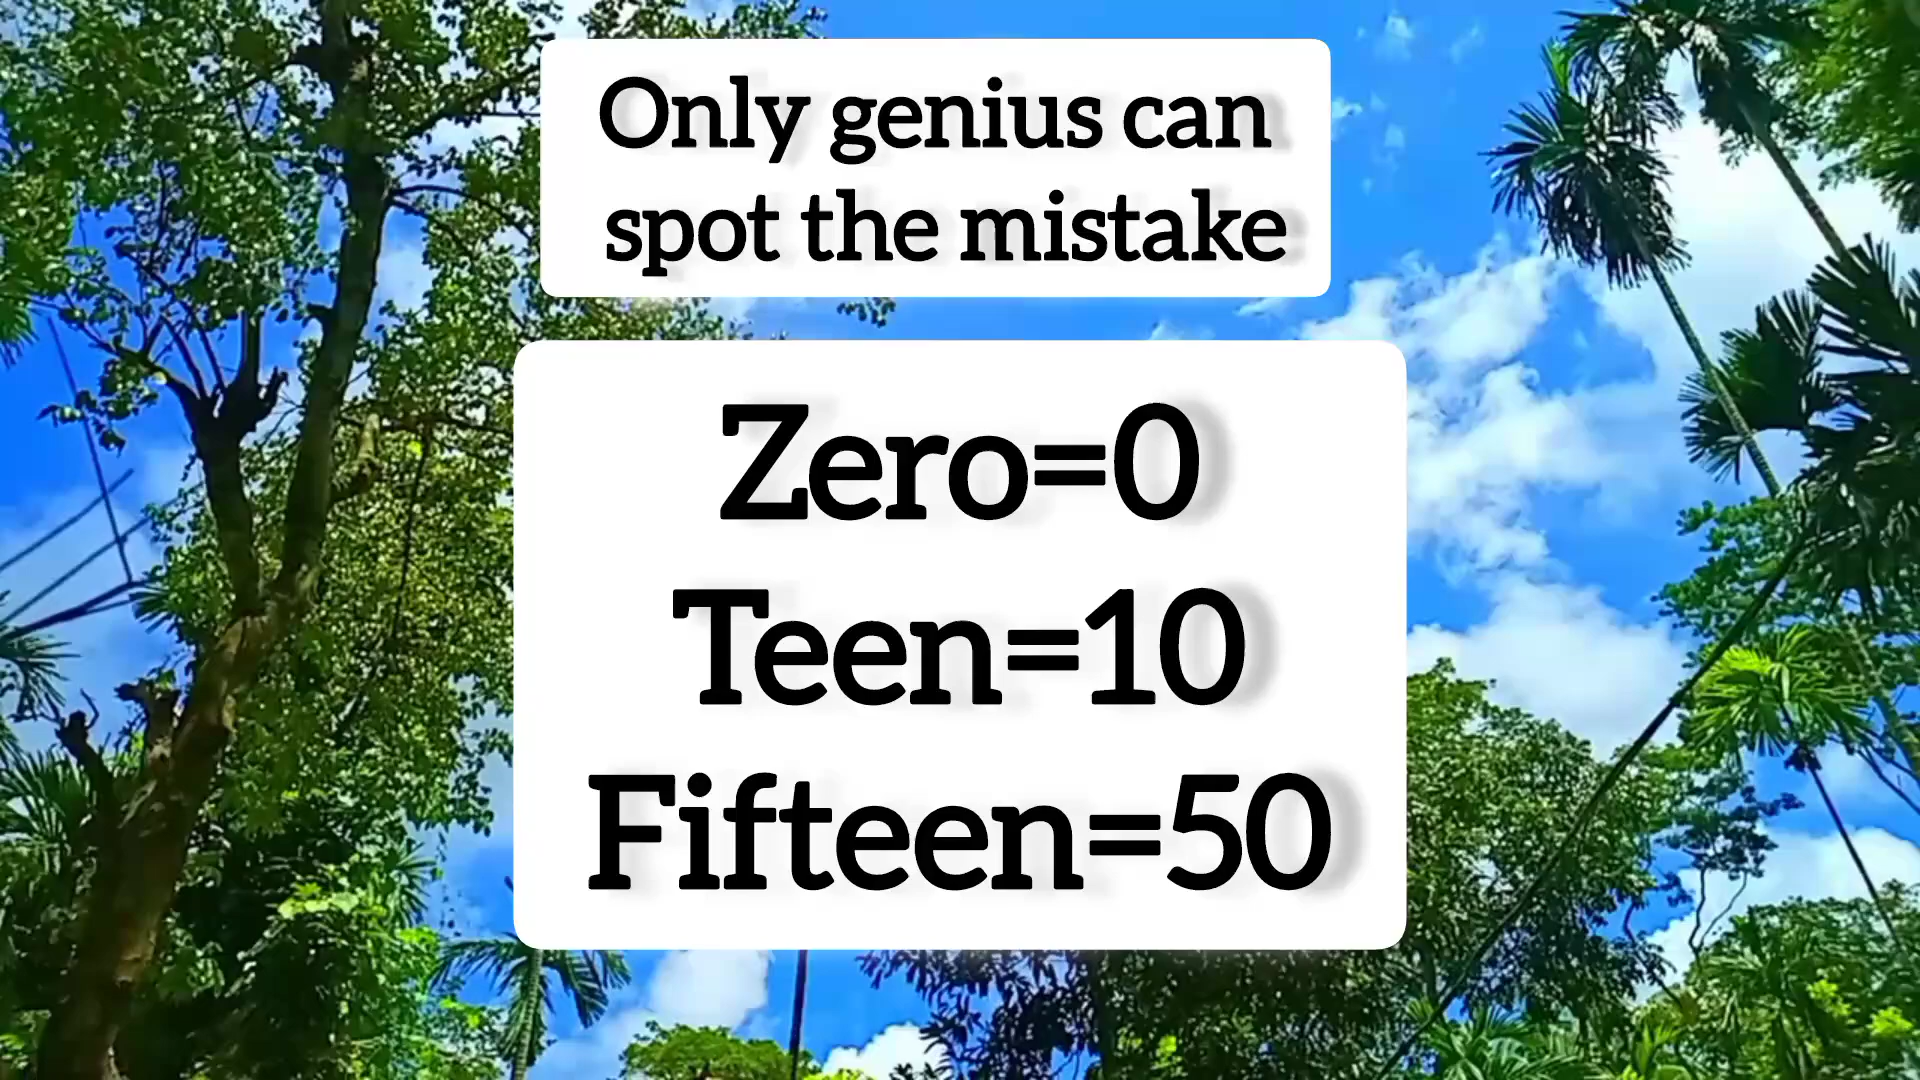 Only genius can
spot the mistake
Zero=0
Teen=10
Fifteen=50